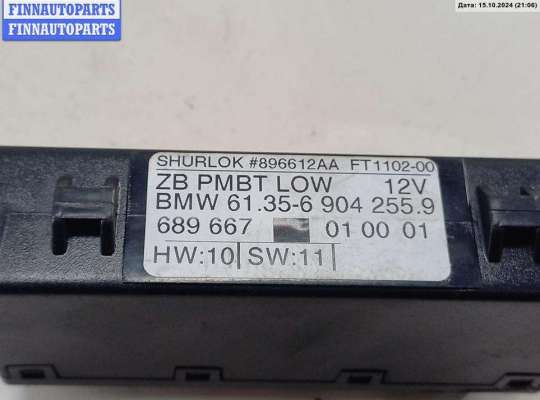 FINNAUTOPARTS
FINNAUTOPARTS
Дата: 15.10.2024 (21:06)
SHURLOK #896612AA FT1102-00
ZB PMBT LOW 12V
BMW 61.35-6 904 255.9
689 667 01 00 01
HW:10 SW:11